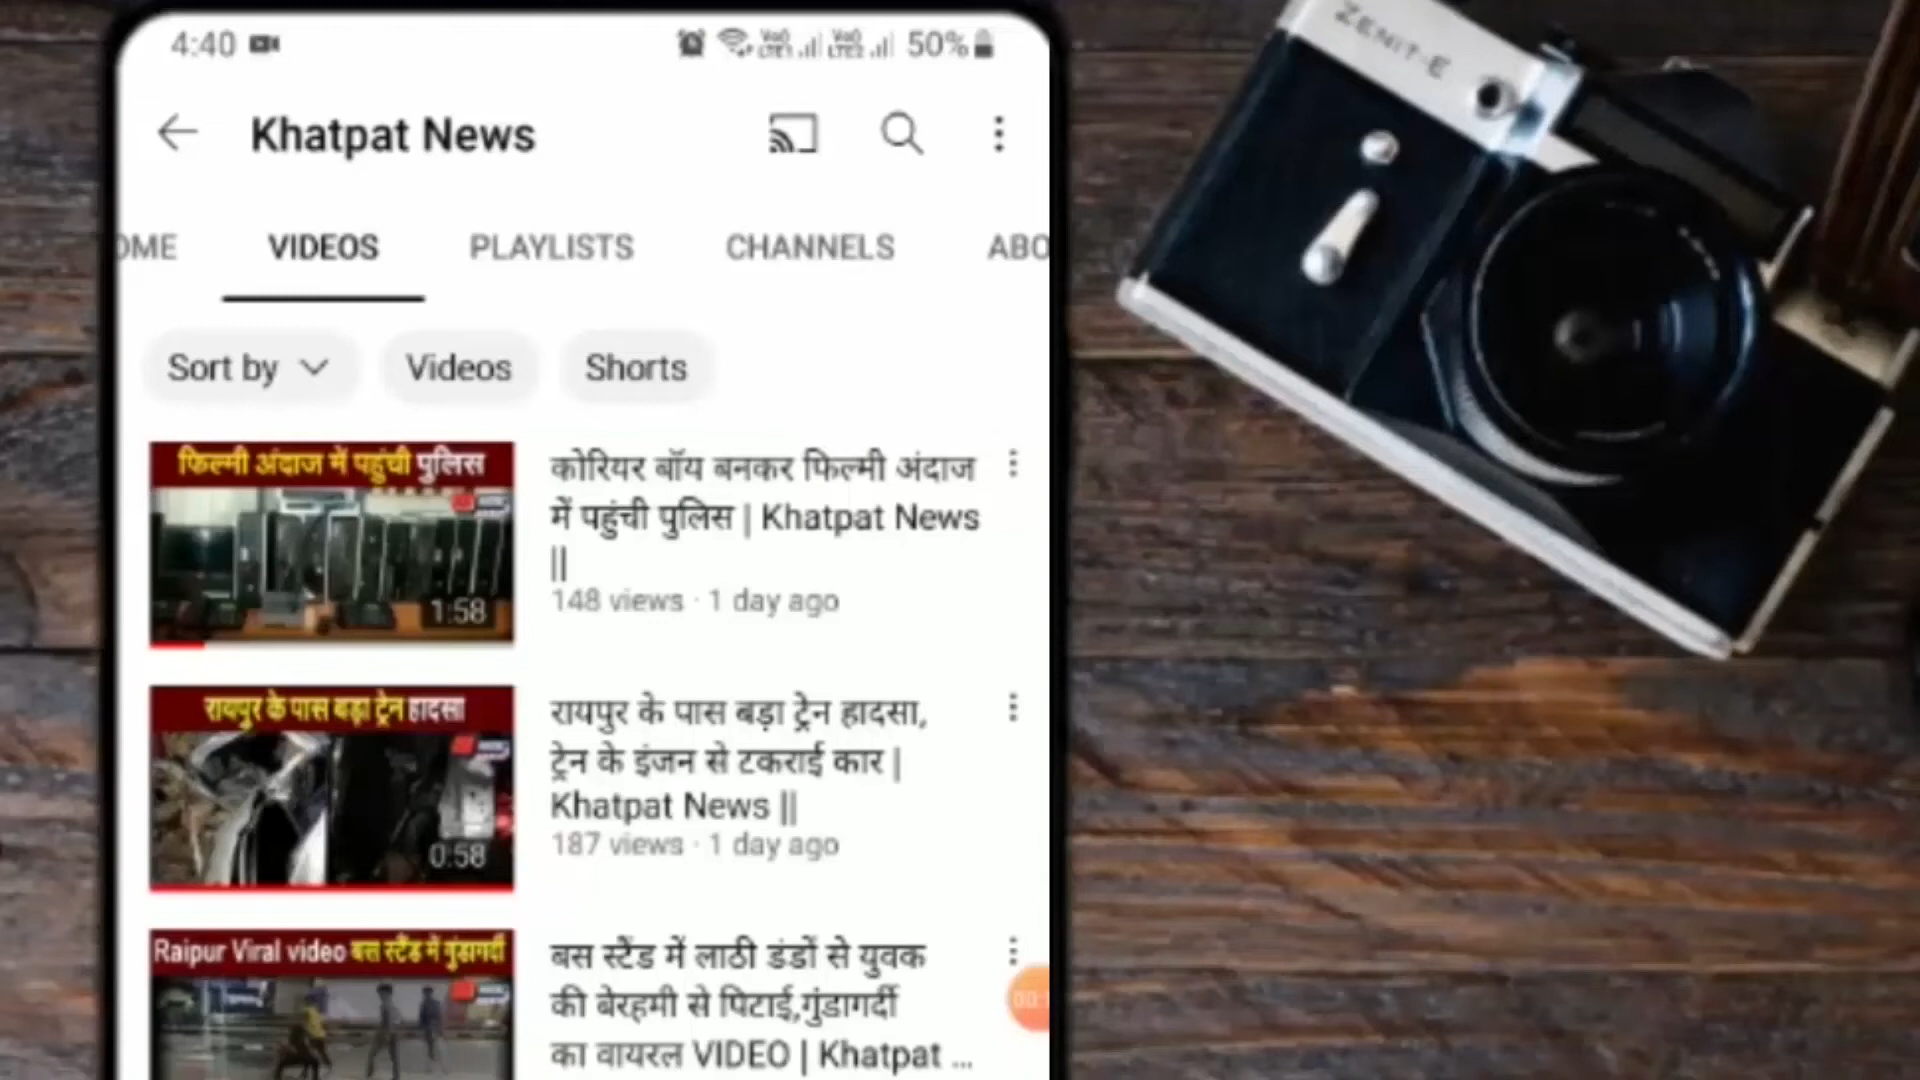 4:40
50%
Khatpat News
OME VIDEOS PLAYLISTS CHANNELS ABO
Sort by Videos Shorts
फिल्मी अंदाज में पहुंची पुलिस
1:58
कोरियर बॉय बनकर फिल्मी अंदाज
में पहुंची पुलिस | Khatpat News
||
148 views · 1 day ago
रायपुर के पास बड़ा ट्रेन हादसा
0:58
रायपुर के पास बड़ा ट्रेन हादसा,
ट्रेन के इंजन से टकराई कार |
Khatpat News ||
187 views · 1 day ago
Raipur Viral video बस स्टैंड में गुंडागर्दी
बस स्टैंड में लाठी डंडों से युवक
की बेरहमी से पिटाई,गुंडागर्दी
का वायरल VIDEO | Khatpat ...
ZENIT-E